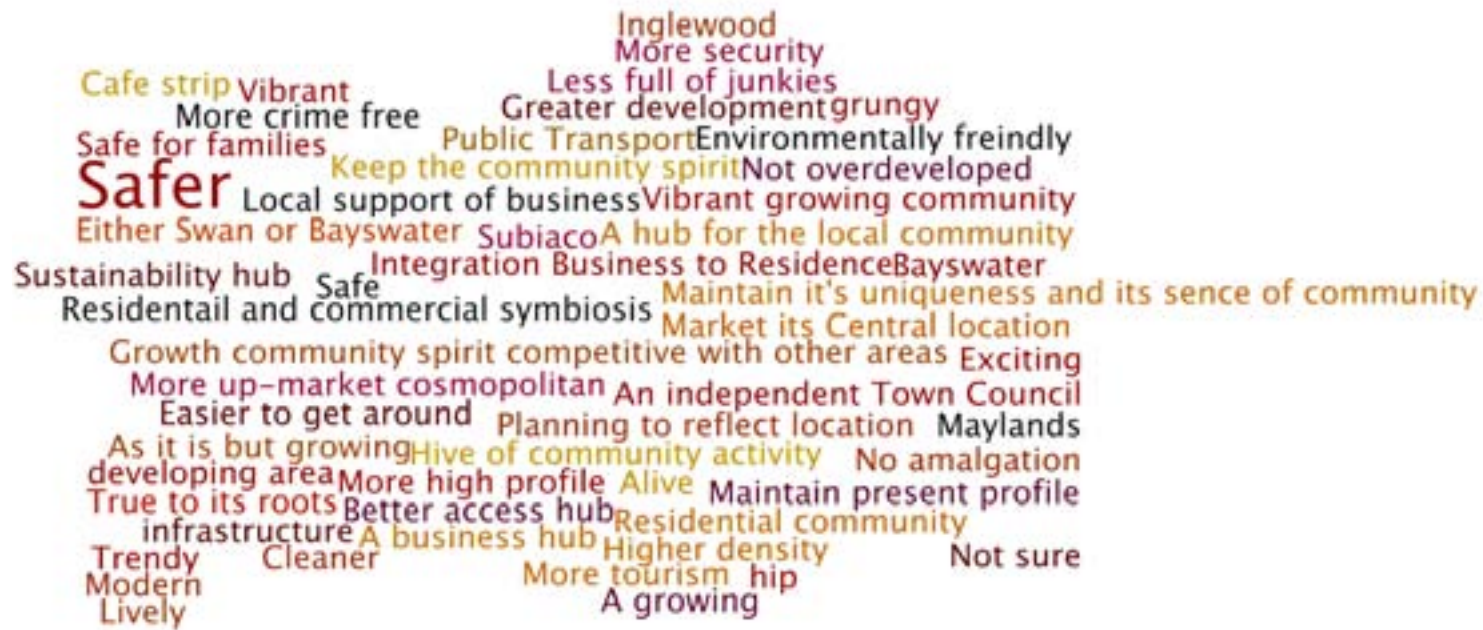 Inglewood
More security
Cafe strip Vibrant Less full of junkies
More crime free Greater development grungy
Safe for families Public Transport Environmentally freindly
Keep the community spirit Not overdeveloped
Safer Local support of business Vibrant growing community
Either Swan or Bayswater Subiaco A hub for the local community
Sustainability hub Safe Integration Business to Residence Bayswater
Residentail and commercial symbiosis Maintain it's uniqueness and its sence of community
Market its Central location
Growth community spirit competitive with other areas Exciting
More up-market cosmopolitan An independent Town Council
Easier to get around Planning to reflect location Maylands
As it is but growing Hive of community activity No amalgation
developing area More high profile Alive Maintain present profile
True to its roots Better access hub Residential community
infrastructure A business hub Higher density
Trendy Cleaner Not sure
Modern More tourism hip
Lively A growing